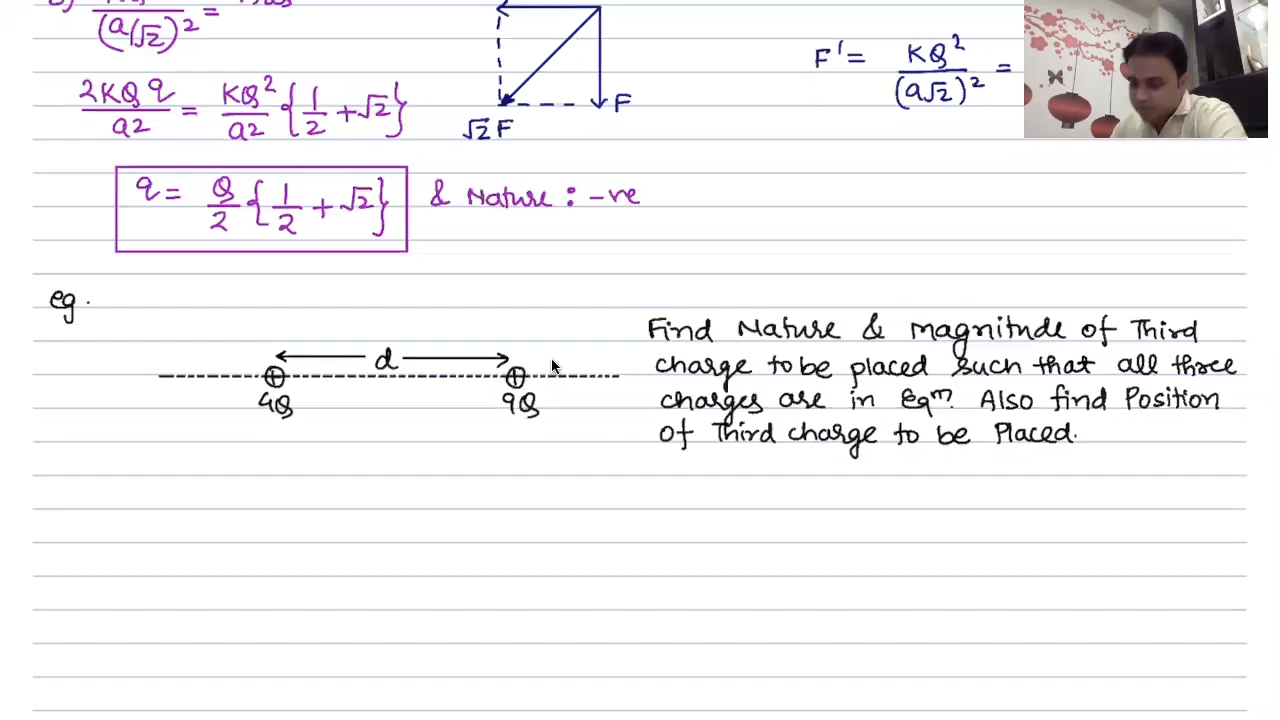 (a√2)² =
2KQq/a2 = KQ²/a2 {1/2 + √2}
√2 F
F
F' = KQ²/(a√2)² =
q = Q/2 {1/2 + √2} & Nature : -ve
eg.
d
4Q
9Q
Find Nature & magnitude of Third
charge to be placed such that all three
charges are in Eqm. Also find Position
of Third charge to be Placed.